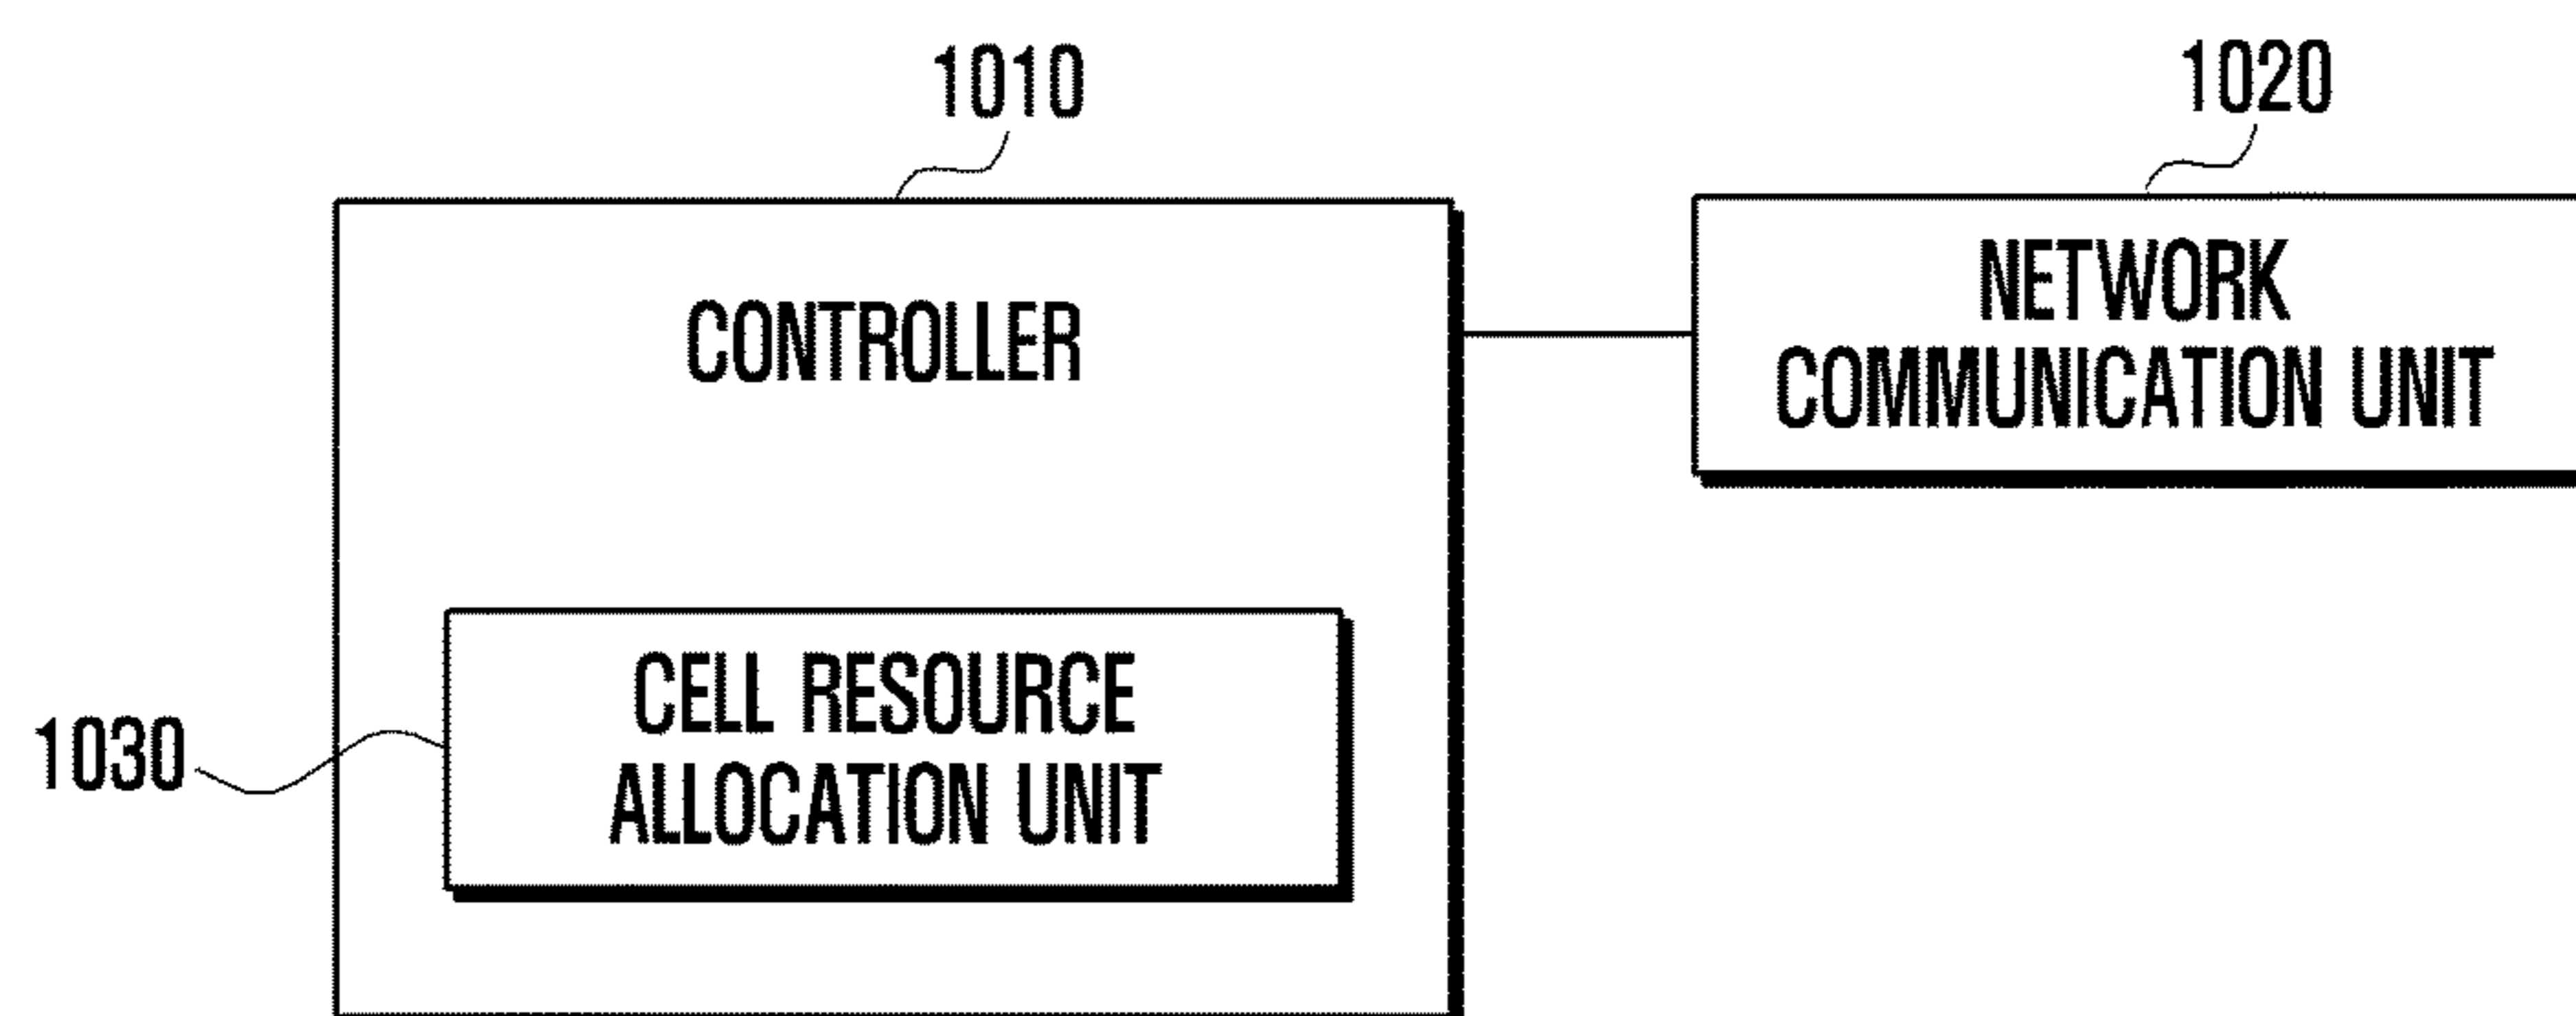 1010
1020
CONTROLLER
NETWORK
COMMUNICATION UNIT
1030
CELL RESOURCE
ALLOCATION UNIT